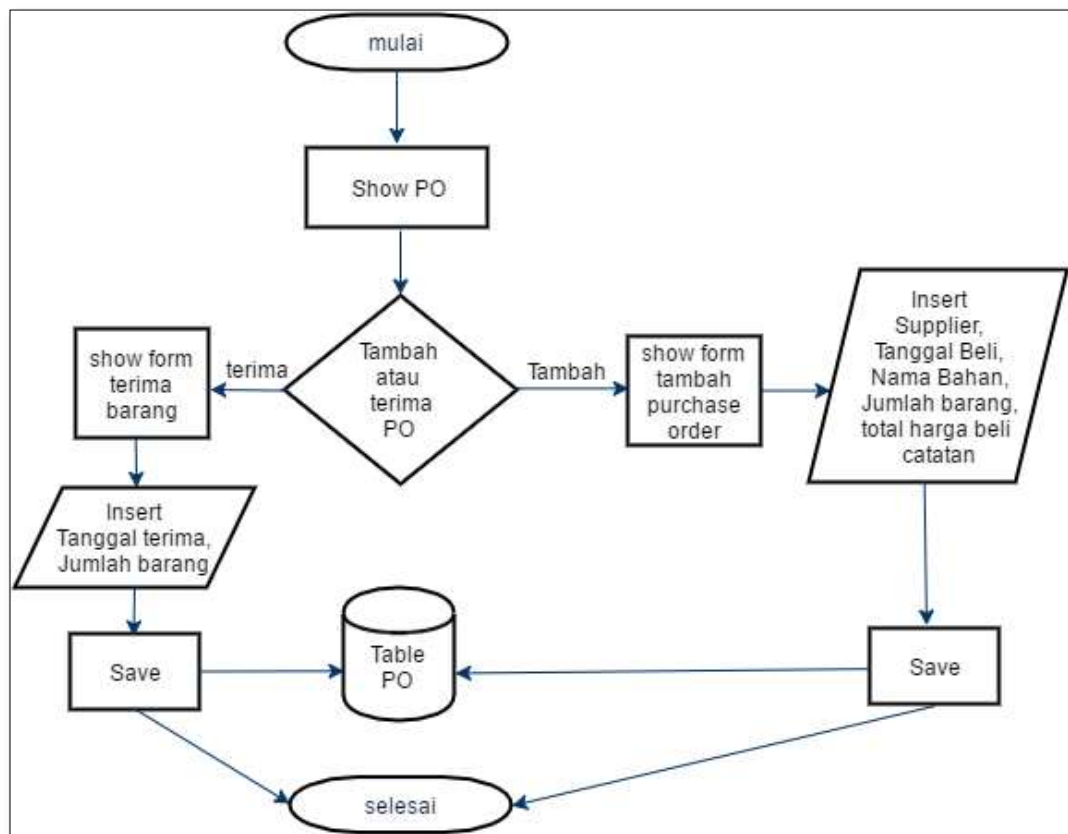 mulai
Show PO
Tambah
atau
terima
PO
terima
Tambah
show form
terima
barang
Insert
Tanggal terima,
Jumlah barang
Save
show form
tambah
purchase
order
Insert
Supplier,
Tanggal Beli,
Nama Bahan,
Jumlah barang,
total harga beli
catatan
Save
Table
PO
selesai